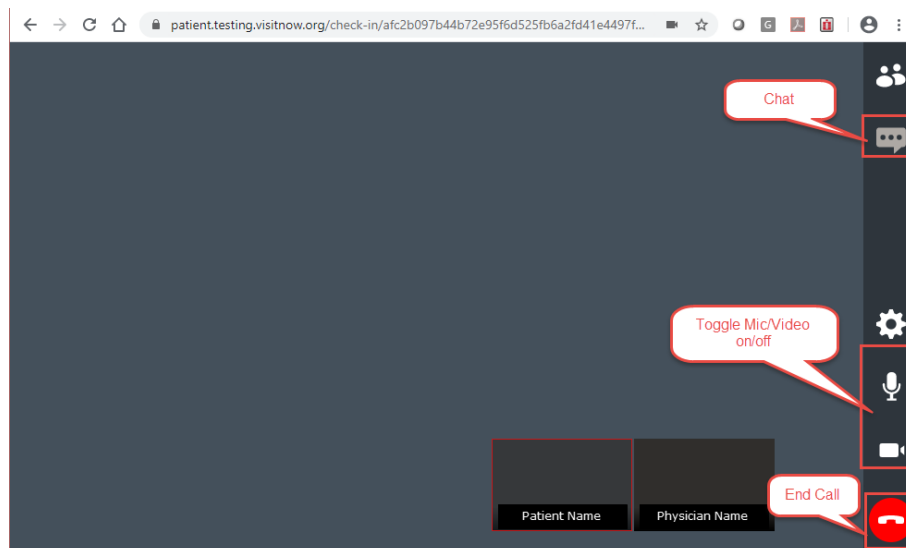 patient.testing.visitnow.org/check-in/afc2b097b44b72e95f6d525fb6a2fd41e4497f...
G
Chat
Toggle Mic/Video
on/off
End Call
Patient Name
Physician Name